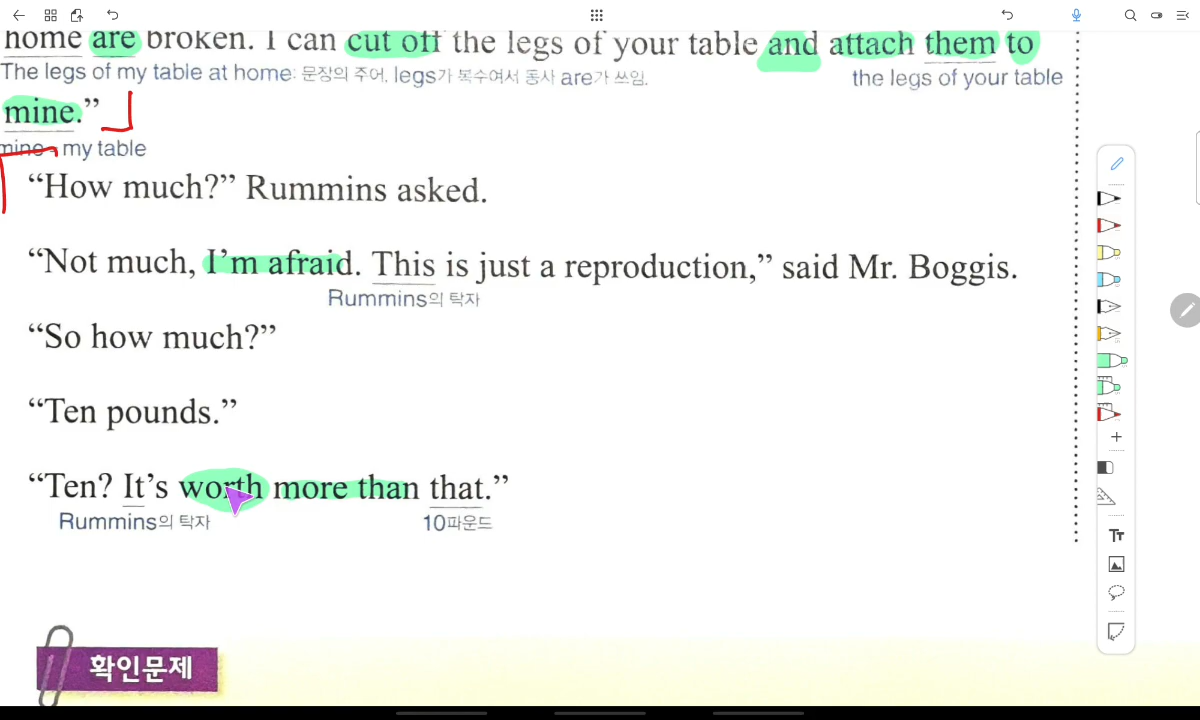 home are broken. I can cut off the legs of your table and attach them to
The legs of my table at home: 문장의 주어, legs가 복수여서 동사 are가 쓰임.
the legs of your table
mine.”
mine = my table
“How much?” Rummins asked.
“Not much, I’m afraid. This is just a reproduction,” said Mr. Boggis.
Rummins의 탁자
“So how much?”
“Ten pounds.”
“Ten? It’s worth more than that.”
Rummins의 탁자
10파운드
확인문제
Tт